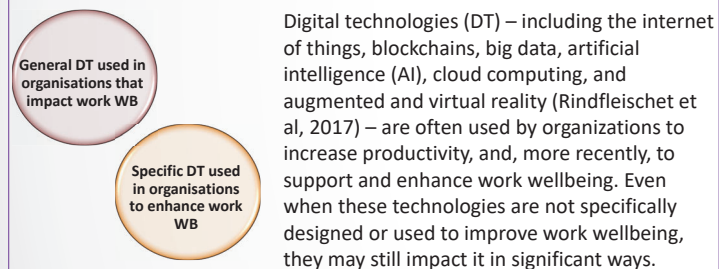 General DT used in
organisations that
impact work WB
Specific DT used
in organisations
to enhance work
WB
Digital technologies (DT) – including the internet
of things, blockchains, big data, artificial
intelligence (AI), cloud computing, and
augmented and virtual reality (Rindfleischet et
al, 2017) – are often used by organizations to
increase productivity, and, more recently, to
support and enhance work wellbeing. Even
when these technologies are not specifically
designed or used to improve work wellbeing,
they may still impact it in significant ways.